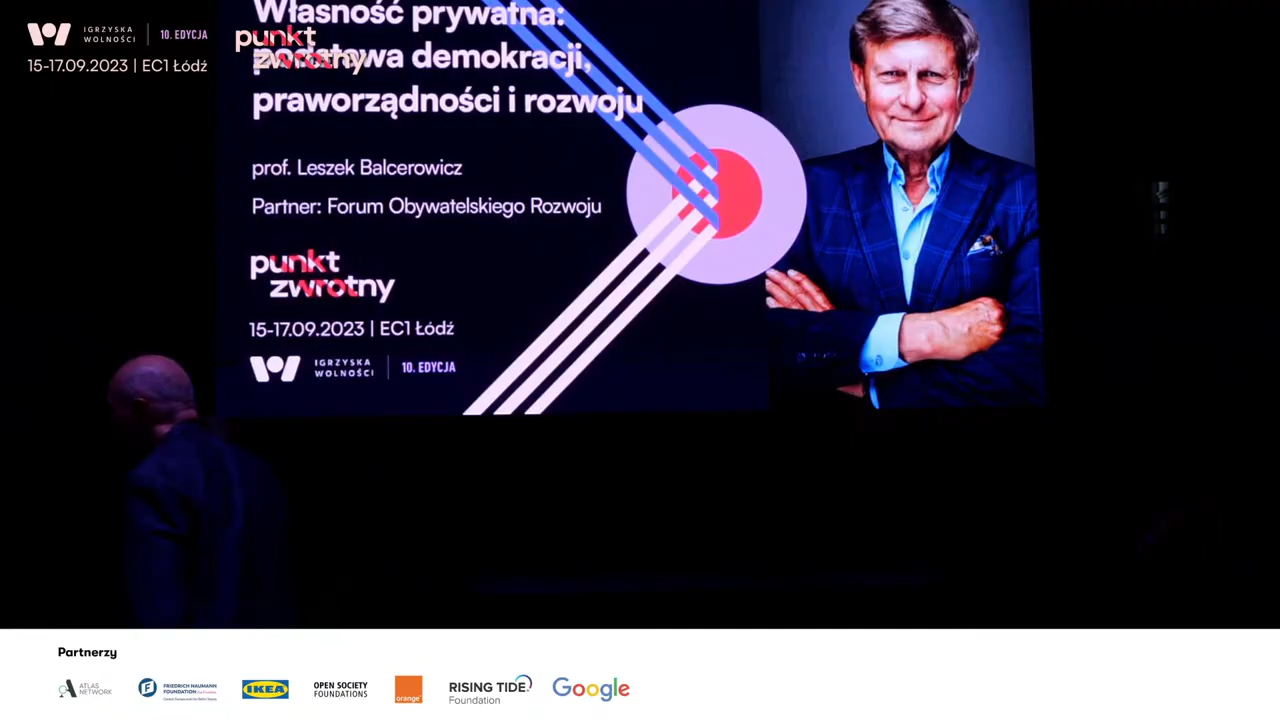 IGRZYSKA
WOLNOŚCI
10. EDYCJA
15-17.09.2023 | EC1 Łódź
punkt
zwrotny
Własność prywatna:
podstawa demokracji,
praworządności i rozwoju
prof. Leszek Balcerowicz
Partner: Forum Obywatelskiego Rozwoju
punkt
zwrotny
15-17.09.2023 | EC1 Łódź
IGRZYSKA
WOLNOŚCI
10. EDYCJA
Partnerzy
ATLAS
NETWORK
FRIEDRICH NAUMANN
FOUNDATION
IKEA
OPEN SOCIETY
FOUNDATIONS
orange
RISING TIDE
Foundation
Google